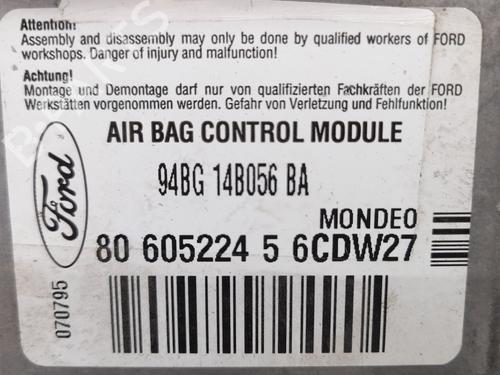 Attention!
Assembly and disassembly may only be done by qualified workers of FORD
workshops. Danger of injury and malfunction!
Achtung!
Montage und Demontage darf nur von qualifizierten Fachkräften der FORD
Werkstätten vorgenommen werden. Gefahr von Verletzung und Fehlfunktion!
Ford
AIR BAG CONTROL MODULE
94BG 14B056 BA
MONDEO
80 605224 5 6CDW27
070795